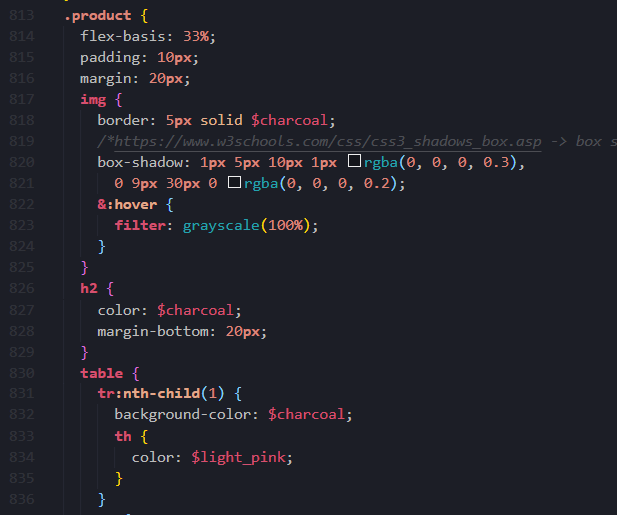 813 .product {
814 flex-basis: 33%;
815 padding: 10px;
816 margin: 20px;
817 img {
818 border: 5px solid $charcoal;
819 /*https://www.w3schools.com/css/css3_shadows_box.asp -> box s
820 box-shadow: 1px 5px 10px 1px rgba(0, 0, 0, 0.3),
821 0 9px 30px 0 rgba(0, 0, 0, 0.2);
822 &:hover {
823 filter: grayscale(100%);
824 }
825 }
826 h2 {
827 color: $charcoal;
828 margin-bottom: 20px;
829 }
830 table {
831 tr:nth-child(1) {
832 background-color: $charcoal;
833 th {
834 color: $light_pink;
835 }
836 }